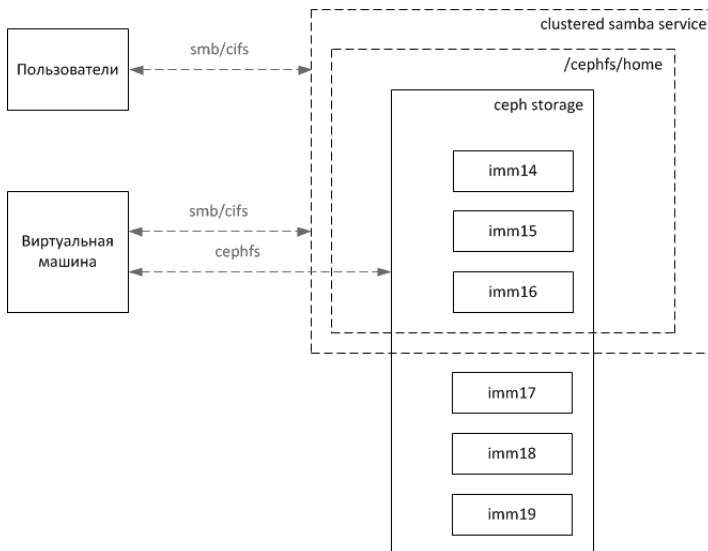 clustered samba service
smb/cifs
Пользователи
/cephfs/home
ceph storage
imm14
smb/cifs
imm15
Виртуальная
машина
cephfs
imm16
imm17
imm18
imm19